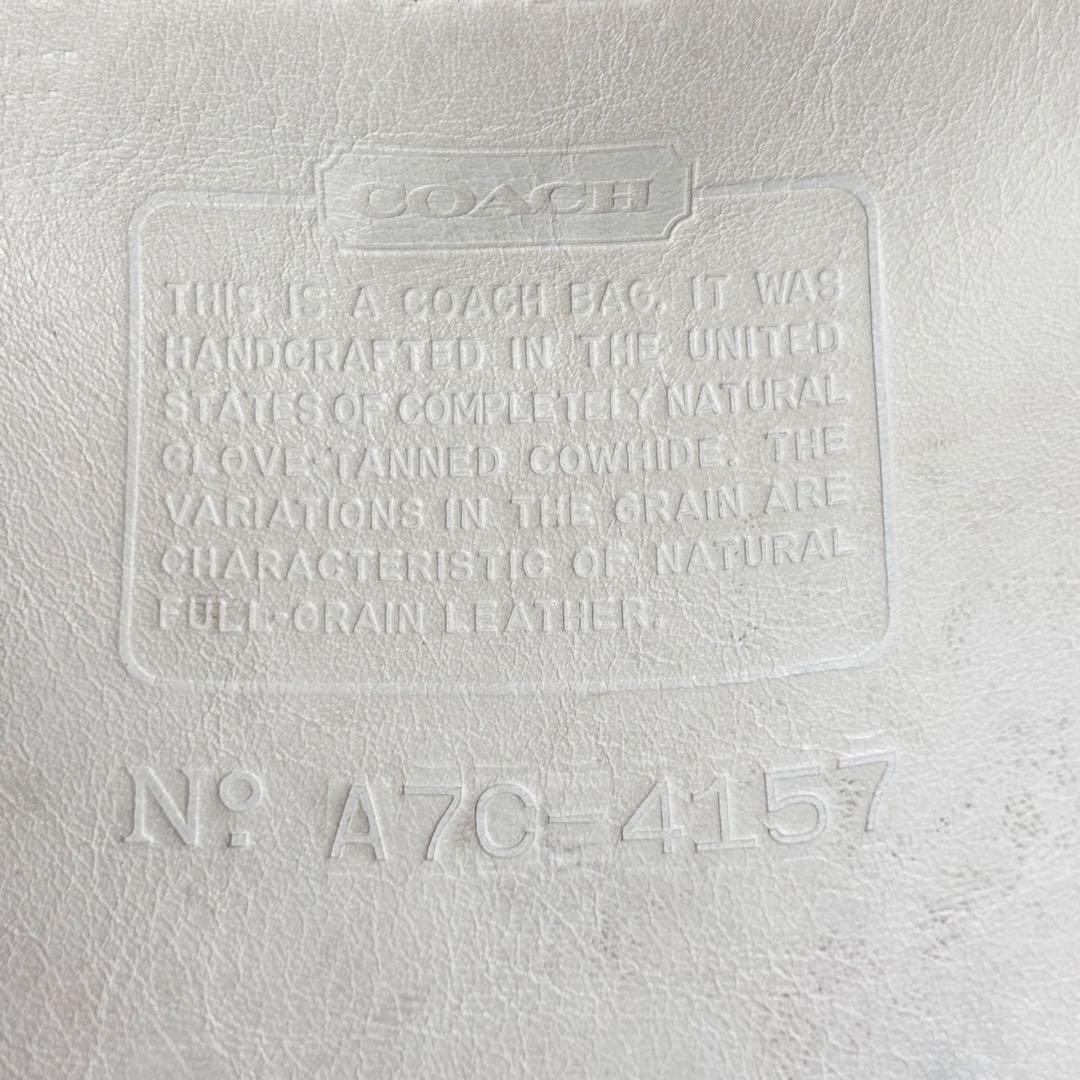 COACH
THIS IS A COACH BAG. IT WAS
HANDCRAFTED IN THE UNITED
STATES OF COMPLETELY NATURAL
GLOVE-TANNED COWHIDE. THE
VARIATIONS IN THE GRAIN ARE
CHARACTERISTIC OF NATURAL
FULL-GRAIN LEATHER.
Nº. A7C-4157